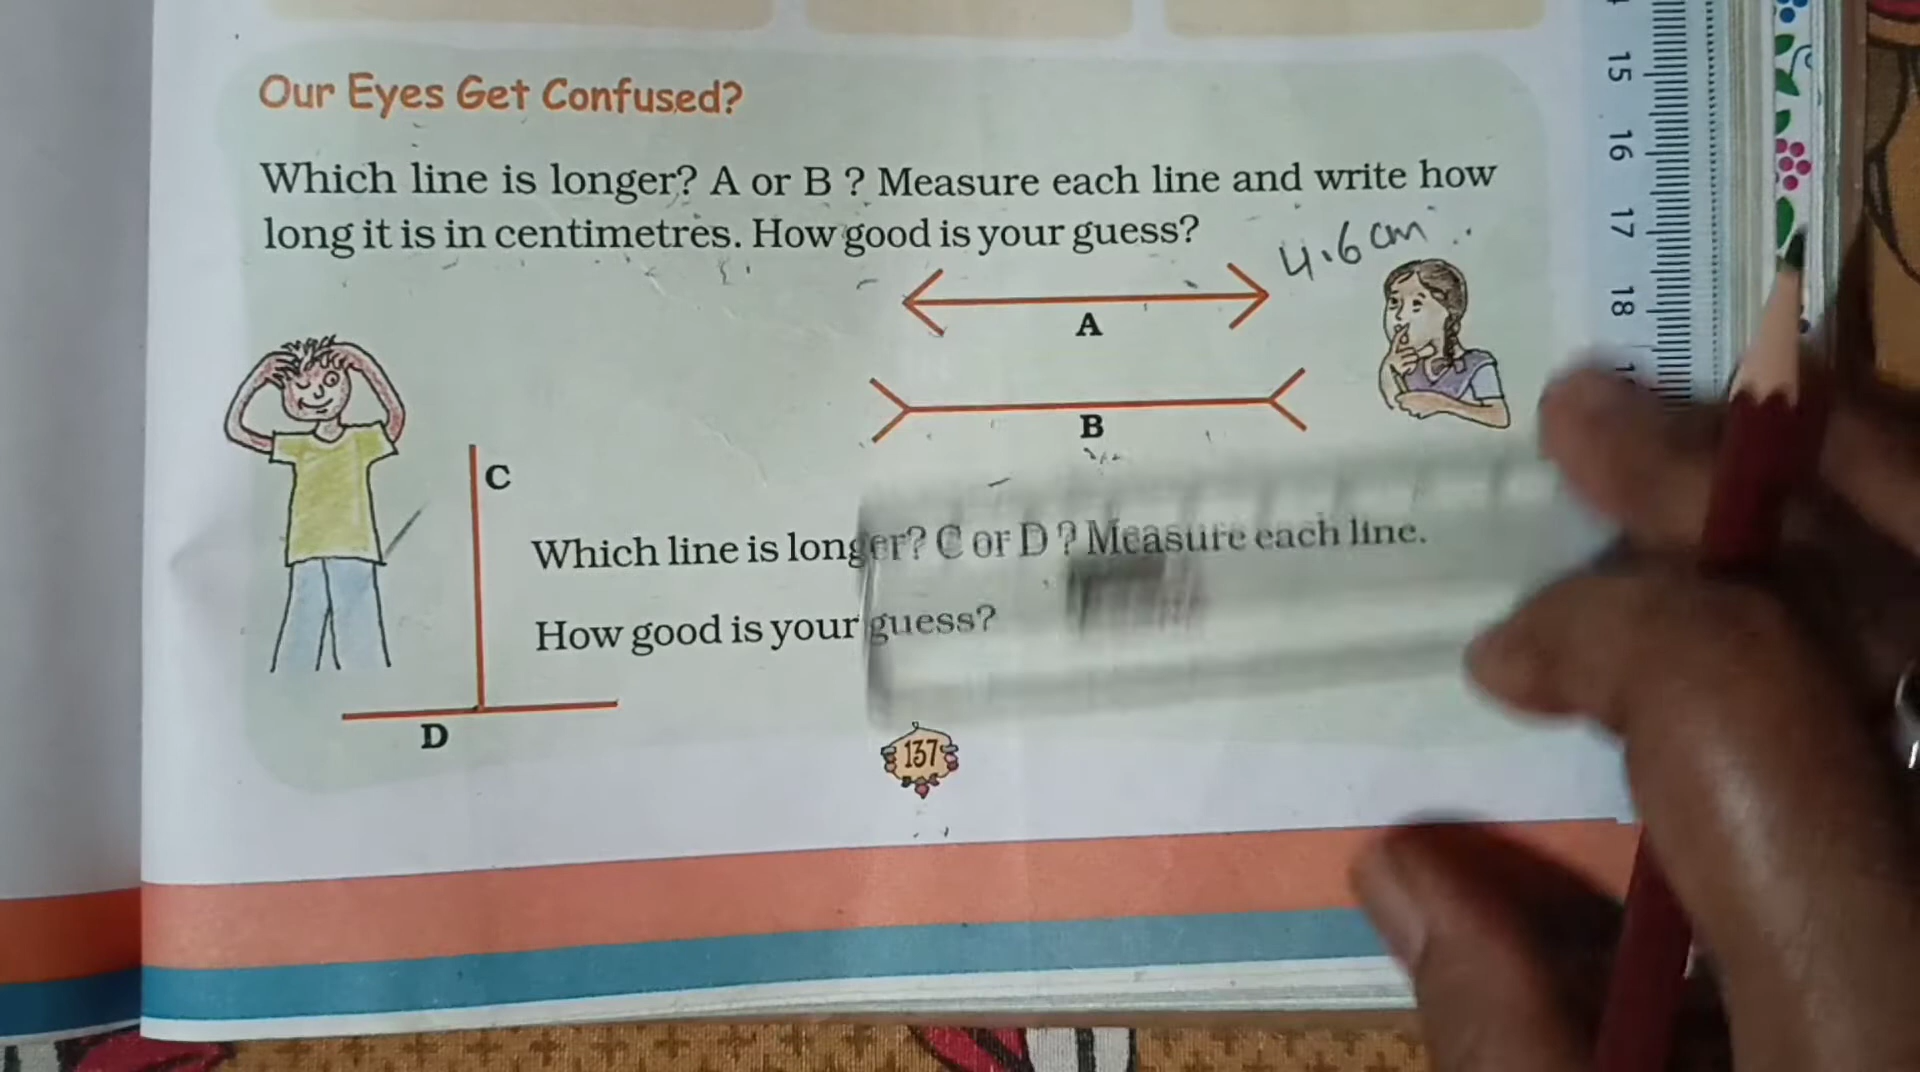 Our Eyes Get Confused?
Which line is longer? A or B ? Measure each line and write how
long it is in centimetres. How good is your guess?
4.6 cm
A
B
C
Which line is longer? C or D ? Measure each line.
How good is your guess?
D
137
15
16
17
18